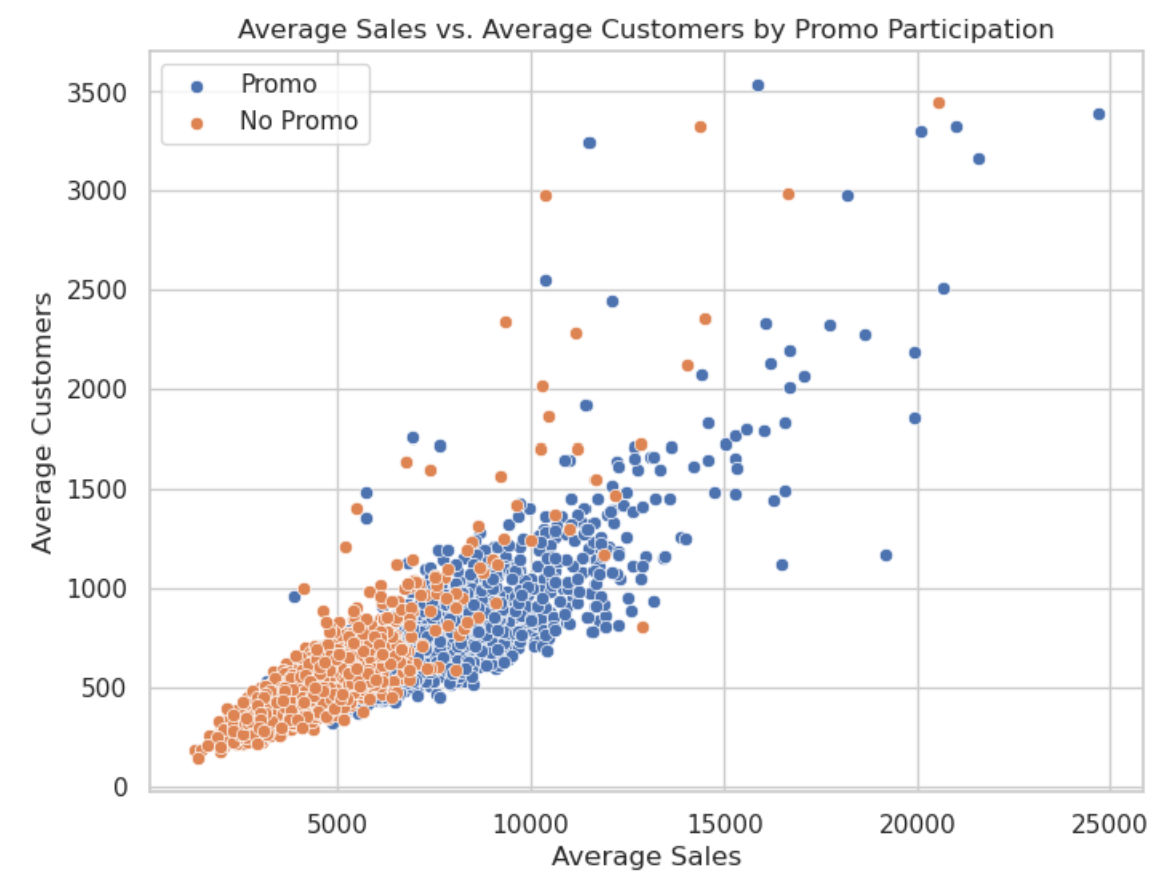 Average Sales vs. Average Customers by Promo Participation
Promo
No Promo
Average Customers
3500
3000
2500
2000
1500
1000
500
0
5000 10000 15000 20000 25000
Average Sales